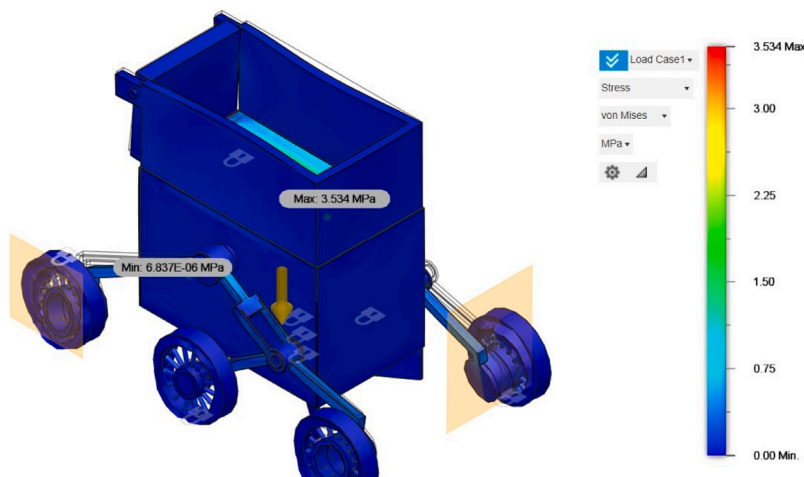 Load Case1
Stress
von Mises
MPa
3.534 Max
3.00
2.25
1.50
0.75
0.00 Min.
Max: 3.534 MPa
Min: 6.837E-06 MPa